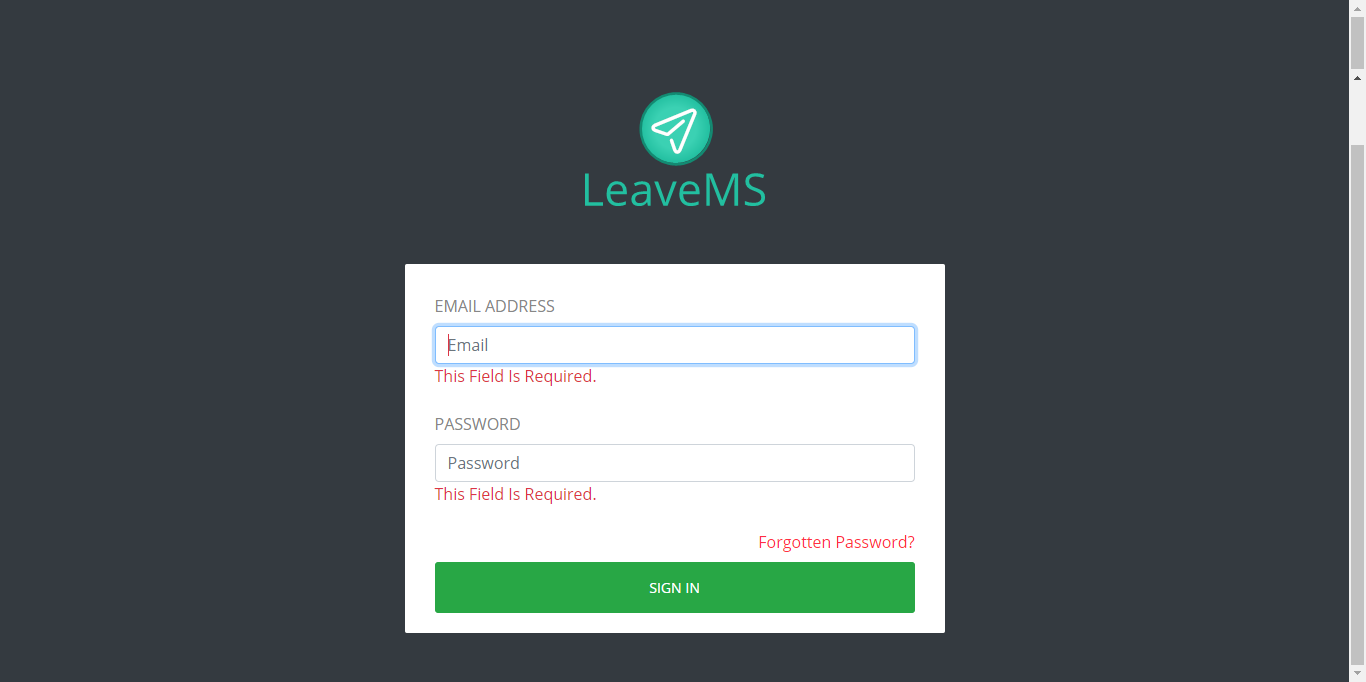 LeaveMS
EMAIL ADDRESS
Email
This Field Is Required.
PASSWORD
Password
This Field Is Required.
Forgotten Password?
SIGN IN